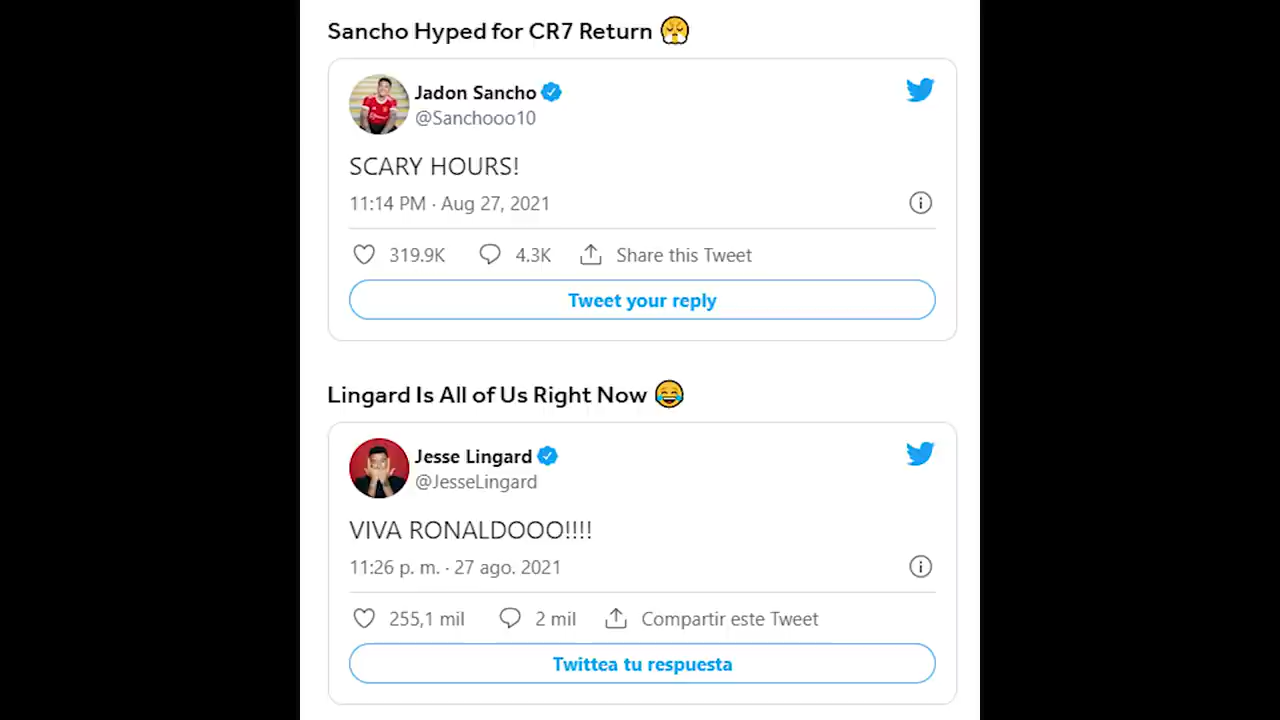 Sancho Hyped for CR7 Return 😤
Jadon Sancho
@Sanchooo10
SCARY HOURS!
11:14 PM · Aug 27, 2021
319.9K 4.3K Share this Tweet
Tweet your reply
Lingard Is All of Us Right Now 😂
Jesse Lingard
@JesseLingard
VIVA RONALDOOO!!!!
11:26 p. m. · 27 ago. 2021
255,1 mil 2 mil Compartir este Tweet
Twittea tu respuesta